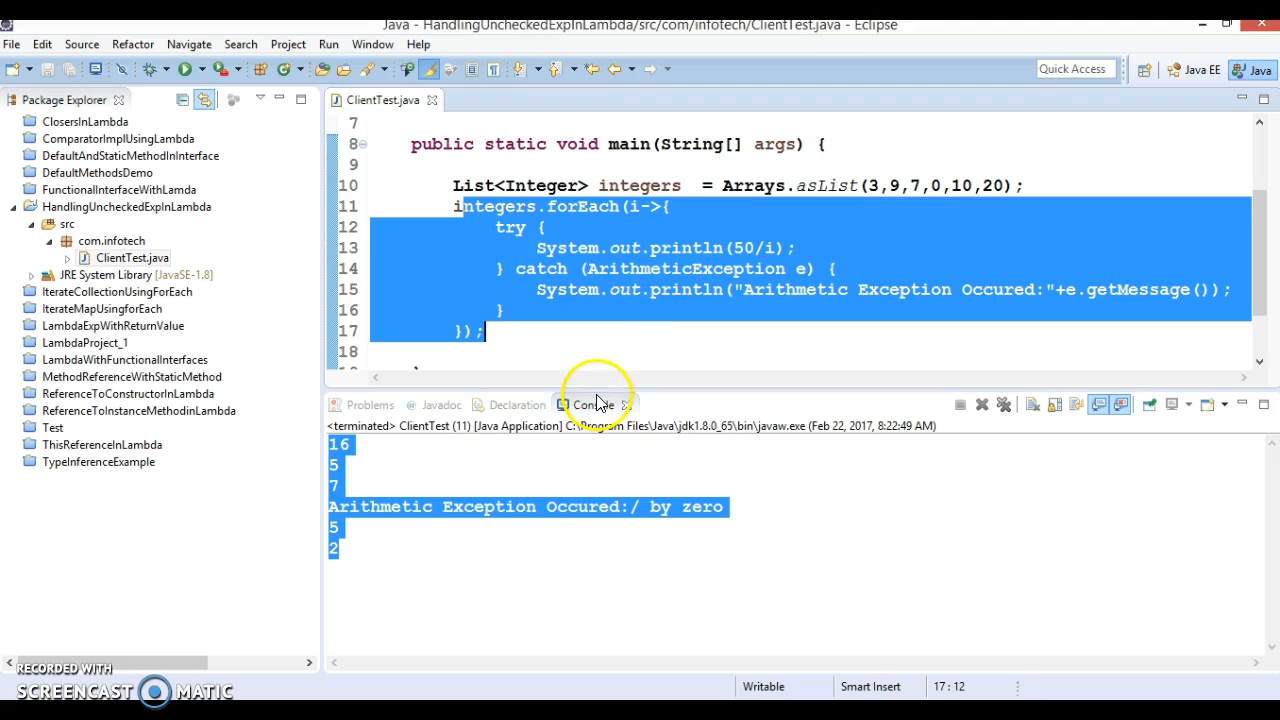 Java - HandlingUncheckedExpInLambda/src/com/infotech/ClientTest.java - Eclipse
File Edit Source Refactor Navigate Search Project Run Window Help
Quick Access Java EE Java
Package Explorer
ClosersInLambda
ComparatorImplUsingLambda
DefaultAndStaticMethodInInterface
DefaultMethodsDemo
FunctionalInterfaceWithLamda
HandlingUncheckedExpInLambda
src
com.infotech
ClientTest.java
JRE System Library [JavaSE-1.8]
IterateCollectionUsingForEach
IterateMapUsingforEach
LambdaExpWithReturnValue
LambdaProject_1
LambdaWithFunctionalInterfaces
MethodReferenceWithStaticMethod
ReferenceToConstructorInLambda
ReferenceToInstanceMethodinLambda
Test
ThisReferenceInLambda
TypeInferenceExample
ClientTest.java
7
8 public static void main(String[] args) {
9
10 List<Integer> integers = Arrays.asList(3,9,7,0,10,20);
11 integers.forEach(i->{
12 try {
13 System.out.println(50/i);
14 } catch (ArithmeticException e) {
15 System.out.println("Arithmetic Exception Occured:"+e.getMessage());
16 }
17 });
18
Problems Javadoc Declaration Console
<terminated> ClientTest (11) [Java Application] C:\Program Files\Java\jdk1.8.0_65\bin\javaw.exe (Feb 22, 2017, 8:22:49 AM)
16
5
7
Arithmetic Exception Occured:/ by zero
5
2
Writable Smart Insert 17 : 12
RECORDED WITH
SCREENCAST MATIC